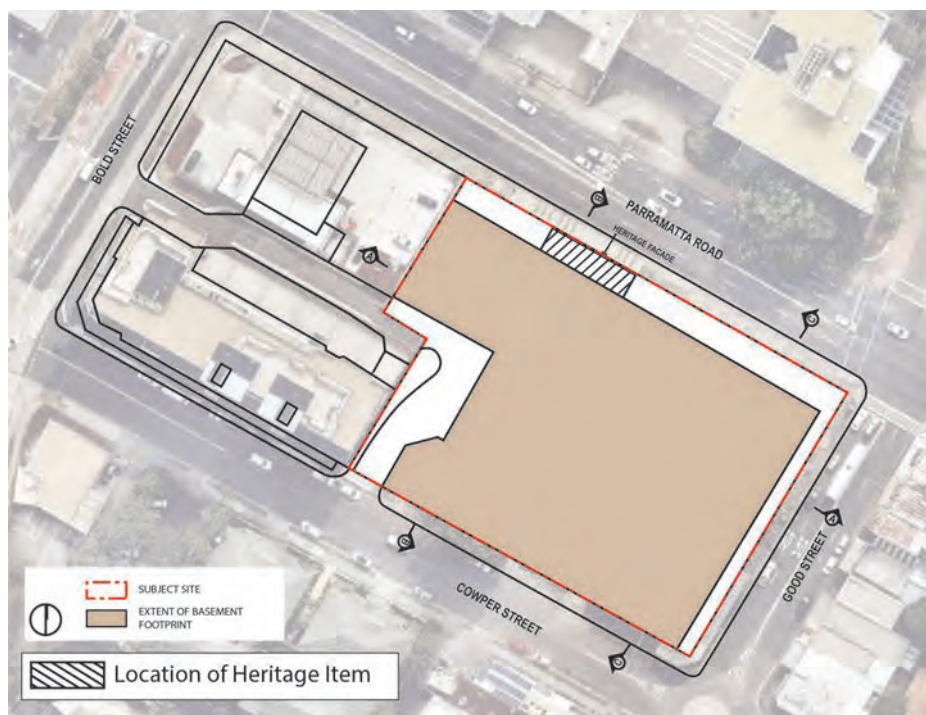 BOLD STREET
B
PARRAMATTA ROAD
HERITAGE FACADE
A
C
A
GOOD STREET
B
COWPER STREET
C
SUBJECT SITE
EXTENT OF BASEMENT
FOOTPRINT
Location of Heritage Item